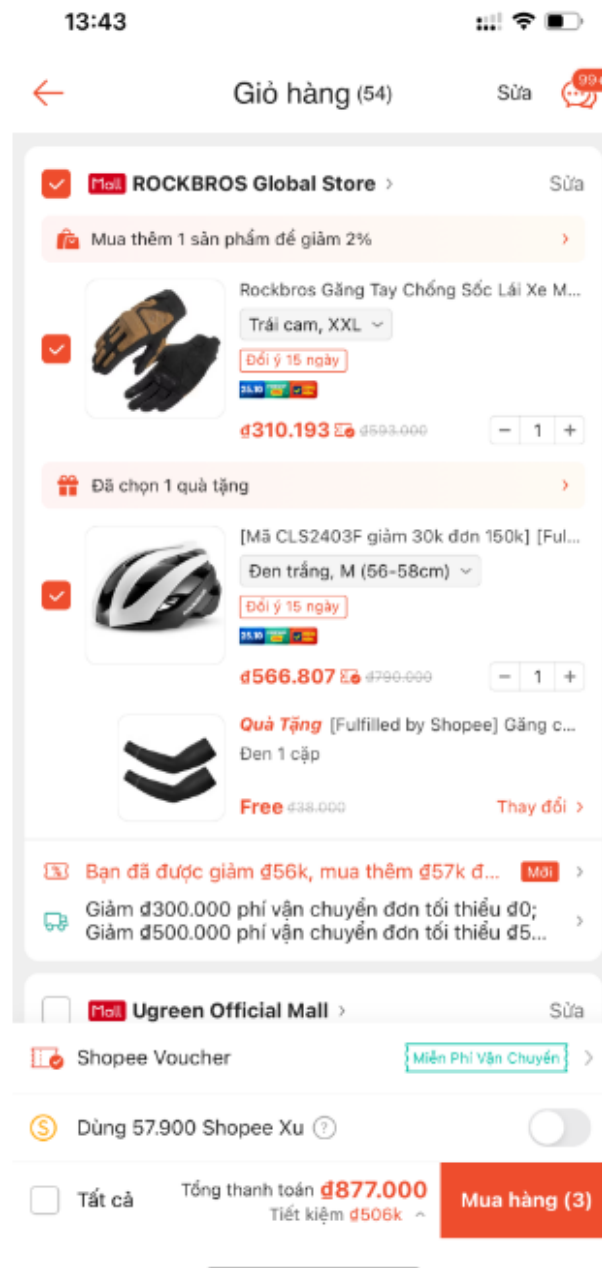 13:43
Giỏ hàng (54)
Sửa
99+
Mall ROCKBROS Global Store >
Sửa
Mua thêm 1 sản phẩm để giảm 2%
Rockbros Găng Tay Chống Sốc Lái Xe M...
Trái cam, XXL
Đổi ý 15 ngày
25.10
₫310.193 ₫593.000
- 1 +
Đã chọn 1 quà tặng
[Mã CLS2403F giảm 30k đơn 150k] [Ful...
Đen trắng, M (56-58cm)
Đổi ý 15 ngày
25.10
₫566.807 ₫790.000
- 1 +
Quà Tặng [Fulfilled by Shopee] Găng c...
Đen 1 cặp
Free ₫38.000
Thay đổi >
Bạn đã được giảm ₫56k, mua thêm ₫57k đ... Mới
Giảm ₫300.000 phí vận chuyển đơn tối thiểu ₫0;
Giảm ₫500.000 phí vận chuyển đơn tối thiểu ₫5...
Mall Ugreen Official Mall >
Sửa
Shopee Voucher
Miễn Phí Vận Chuyển
Dùng 57.900 Shopee Xu ?
Tất cả
Tổng thanh toán ₫877.000
Tiết kiệm ₫506k
Mua hàng (3)